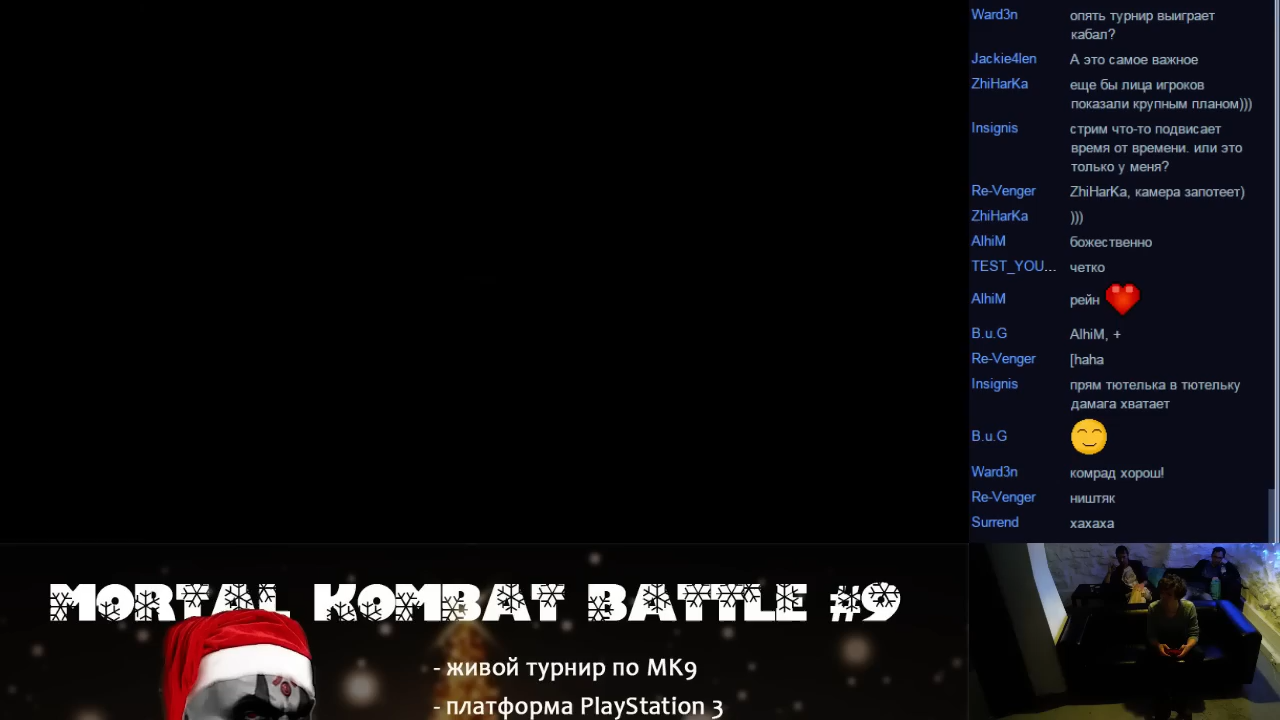 Ward3n опять турнир выиграет
кабал?
Jackie4len А это самое важное
ZhiHarKa еще бы лица игроков
показали крупным планом)))
Insignis стрим что-то подвисает
время от времени. или это
только у меня?
Re-Venger ZhiHarKa, камера запотеет)
ZhiHarKa )))
AlhiM божественно
TEST_YOU... четко
AlhiM рейн
B.u.G AlhiM, +
Re-Venger [haha
Insignis прям тютелька в тютельку
дамага хватает
B.u.G
Ward3n комрад хорош!
Re-Venger ништяк
Surrend хахаха
MORTAL KOMBAT BATTLE #9
- живой турнир по MK9
- платформа PlayStation 3